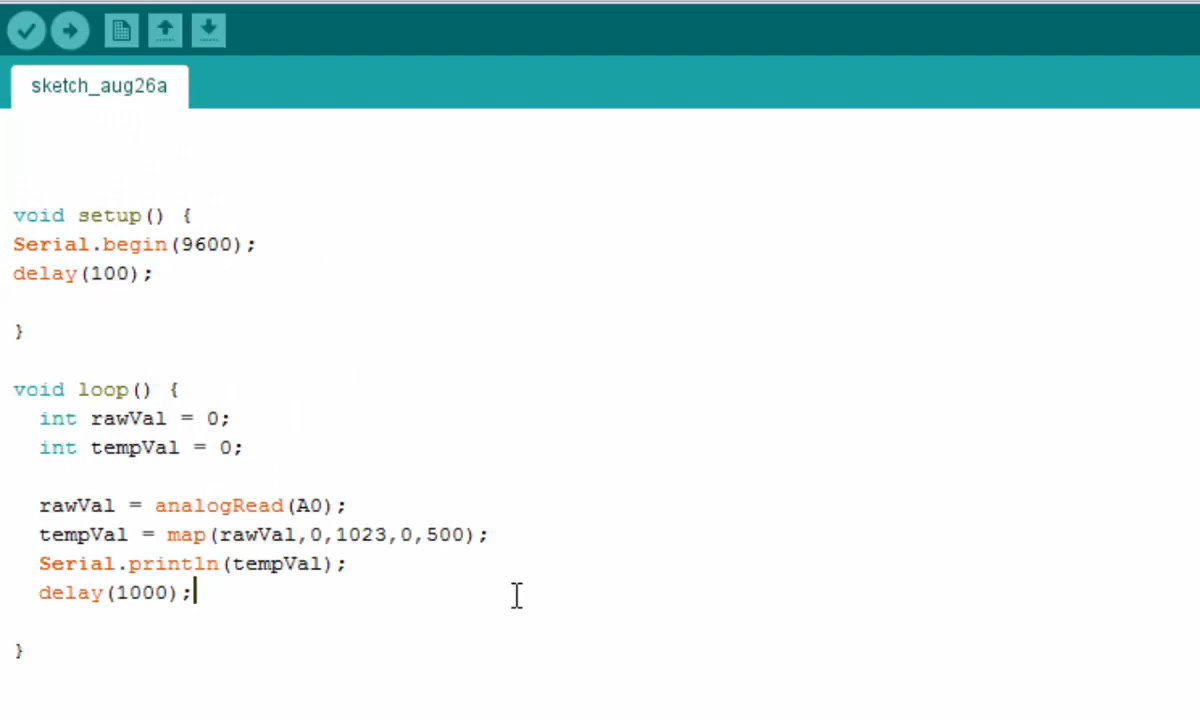 sketch_aug26a
void setup() {
Serial.begin(9600);
delay(100);
}
void loop() {
int rawVal = 0;
int tempVal = 0;
rawVal = analogRead(A0);
tempVal = map(rawVal,0,1023,0,500);
Serial.println(tempVal);
delay(1000);
}